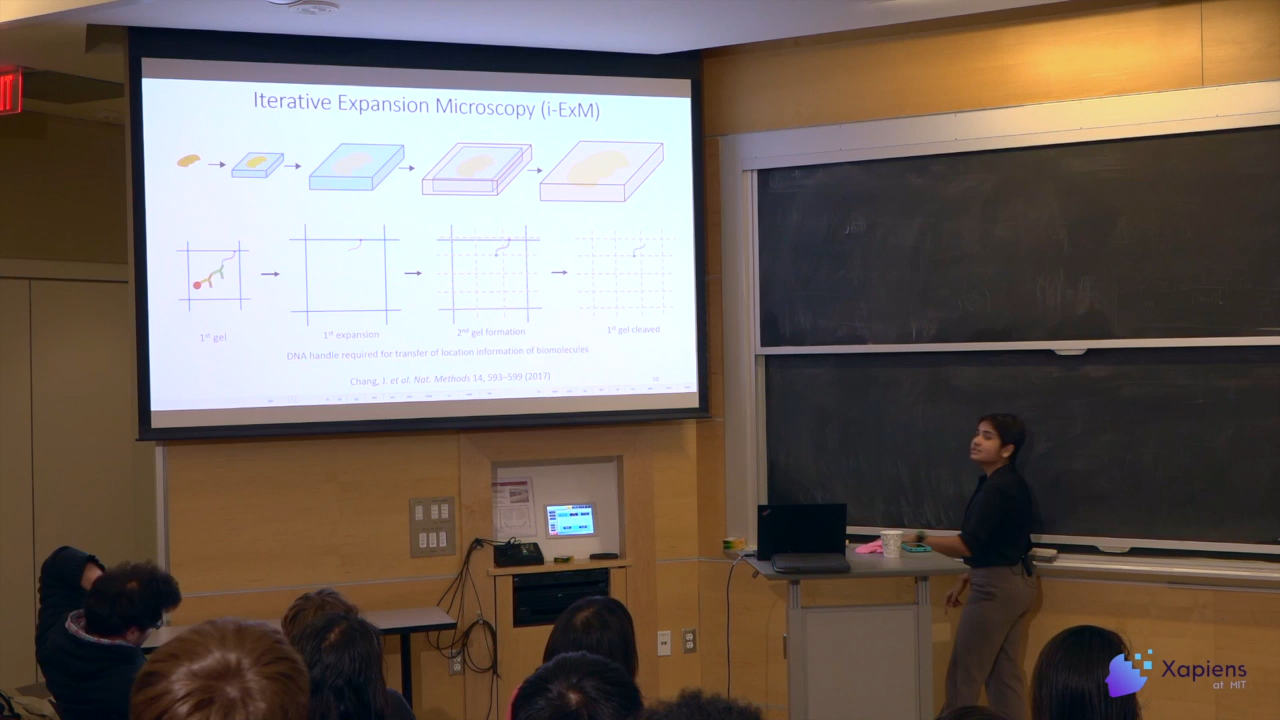 Iterative Expansion Microscopy (i-ExM)
1st gel
1st expansion
2nd gel formation
1st gel cleaved
DNA handle required for transfer of location information of biomolecules
Chang, J. et al. Nat. Methods 14, 593–599 (2017)
Xapiens
at MIT